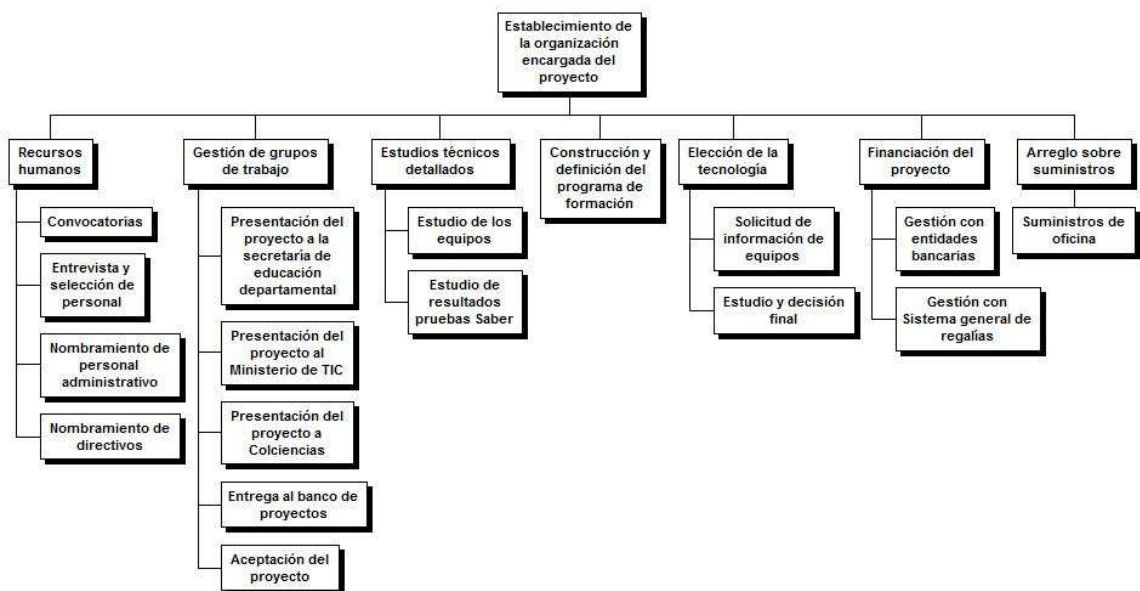 Establecimiento de
la organización
encargada del
proyecto
Recursos
humanos
Convocatorias
Entrevista y
selección de
personal
Nombramiento de
personal
administrativo
Nombramiento de
directivos
Gestión de grupos
de trabajo
Presentación del
proyecto a la
secretaría de
educación
departamental
Presentación del
proyecto al
Ministerio de TIC
Presentación del
proyecto a
Colciencias
Entrega al banco de
proyectos
Aceptación del
proyecto
Estudios técnicos
detallados
Estudio de los
equipos
Estudio de
resultados
pruebas Saber
Construcción y
definición del
programa de
formación
Elección de la
tecnología
Solicitud de
información de
equipos
Estudio y decisión
final
Financiación del
proyecto
Gestión con
entidades
bancarias
Gestión con
Sistema general de
regalías
Arreglo sobre
suministros
Suministros de
oficina